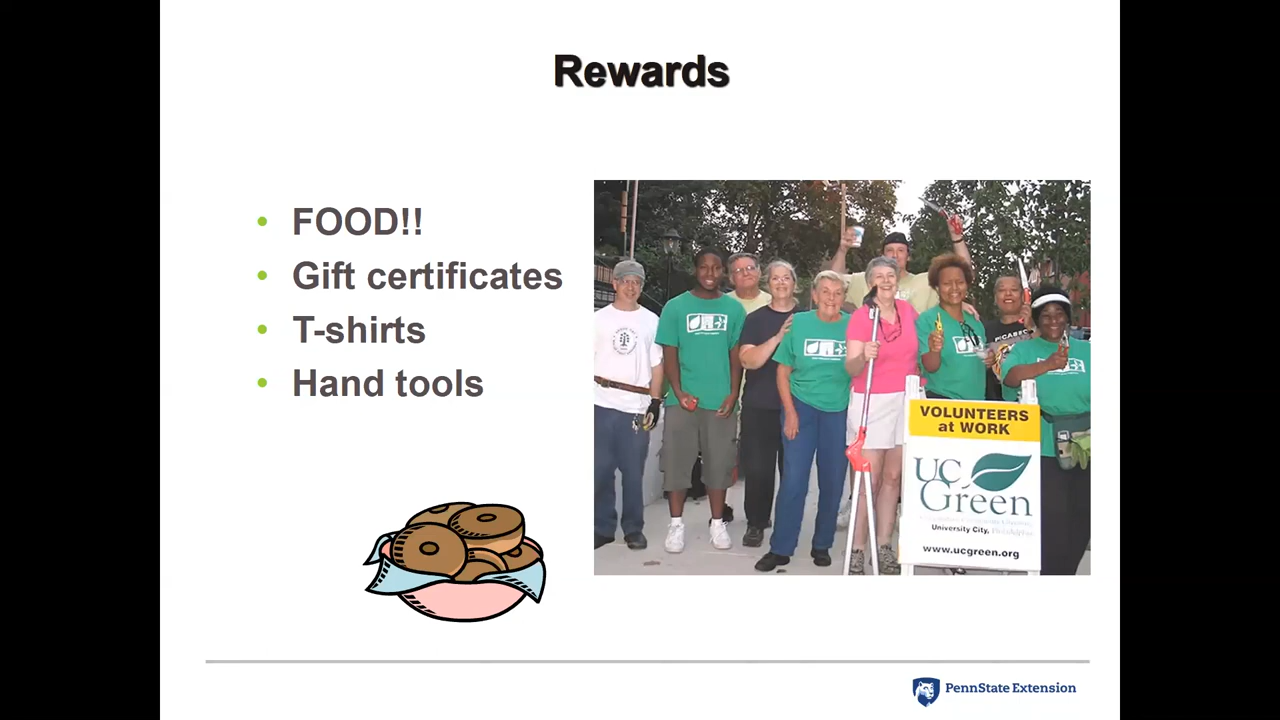 Rewards
FOOD!!
Gift certificates
T-shirts
Hand tools
VOLUNTEERS
at WORK
UC
Green
University City,
www.ucgreen.org
PennState Extension